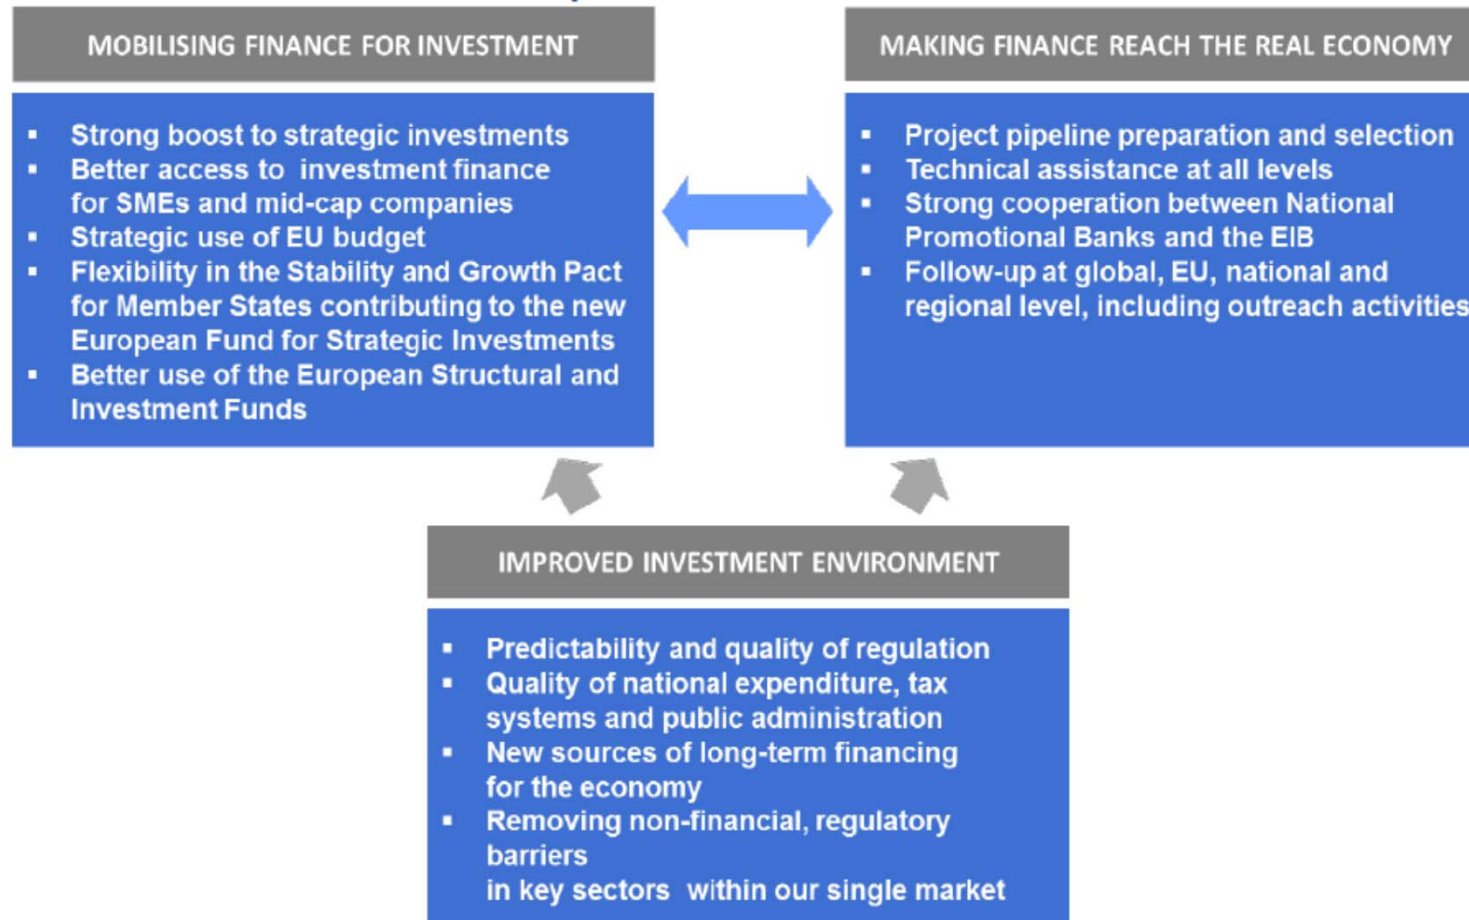 MOBILISING FINANCE FOR INVESTMENT
▪ Strong boost to strategic investments
▪ Better access to investment finance
for SMEs and mid-cap companies
▪ Strategic use of EU budget
▪ Flexibility in the Stability and Growth Pact
for Member States contributing to the new
European Fund for Strategic Investments
▪ Better use of the European Structural and
Investment Funds
MAKING FINANCE REACH THE REAL ECONOMY
▪ Project pipeline preparation and selection
▪ Technical assistance at all levels
▪ Strong cooperation between National
Promotional Banks and the EIB
▪ Follow-up at global, EU, national and
regional level, including outreach activities
IMPROVED INVESTMENT ENVIRONMENT
▪ Predictability and quality of regulation
▪ Quality of national expenditure, tax
systems and public administration
▪ New sources of long-term financing
for the economy
▪ Removing non-financial, regulatory
barriers
in key sectors within our single market